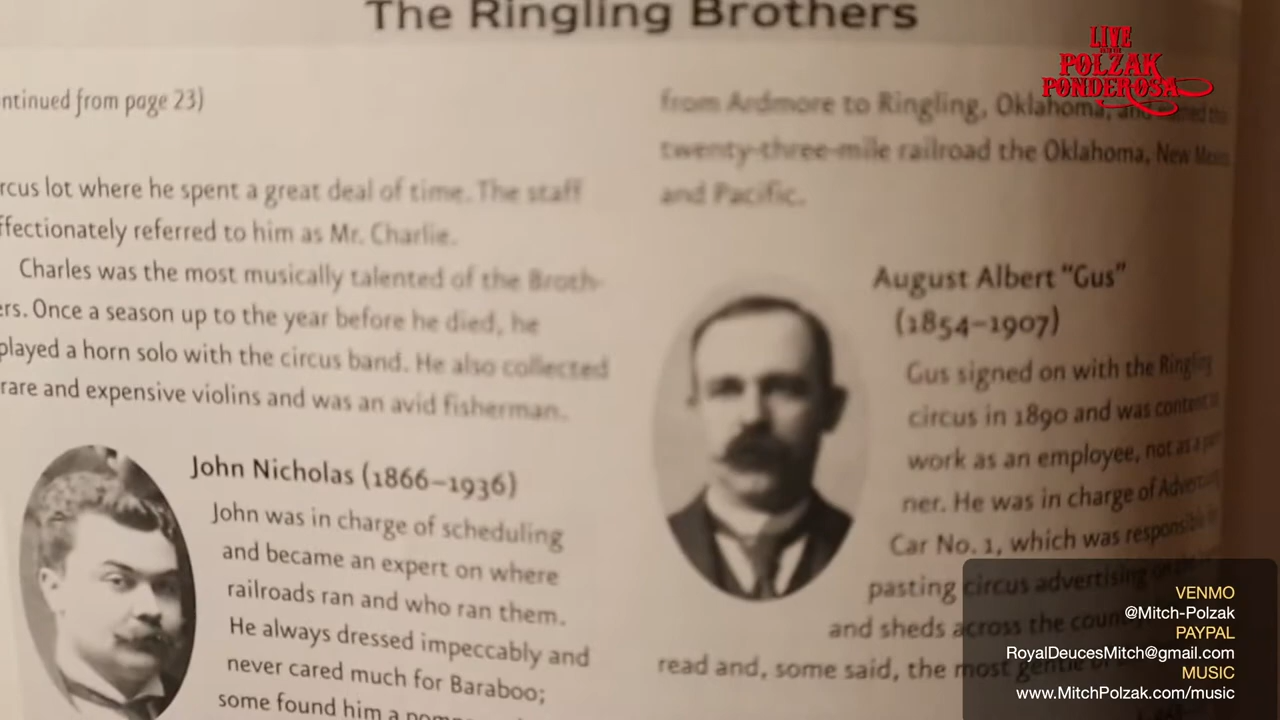 The Ringling Brothers
ntinued from page 23)
rcus lot where he spent a great deal of time. The staff
ffectionately referred to him as Mr. Charlie.
Charles was the most musically talented of the Broth-
ers. Once a season up to the year before he died, he
played a horn solo with the circus band. He also collected
rare and expensive violins and was an avid fisherman.
John Nicholas (1866–1936)
John was in charge of scheduling
and became an expert on where
railroads ran and who ran them.
He always dressed impeccably and
never cared much for Baraboo;
some found him a
from Ardmore to Ringling, Oklahoma, and
twenty-three-mile railroad the Oklahoma, New
and Pacific.
August Albert "Gus"
(1854–1907)
Gus signed on with the Ringling
circus in 1890 and was content
work as an employee, not as a
ner. He was in charge of
Car No. 1, which was
pasting circus advertising
and sheds across the
read and, some said, the most gentle
LIVE
POLZAK
PONDEROSA
VENMO
@Mitch-Polzak
PAYPAL
RoyalDeucesMitch@gmail.com
MUSIC
www.MitchPolzak.com/music